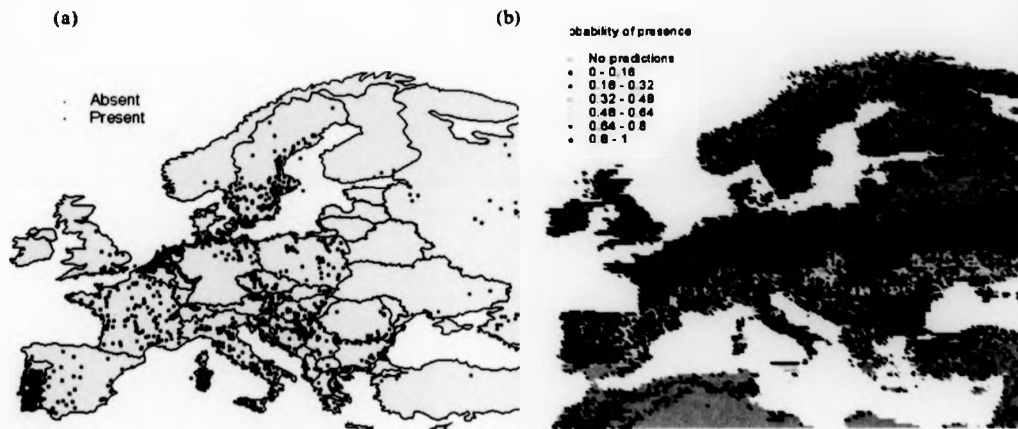 (a)
Absent
Present
(b)
obability of presence
No predictions
0 - 0.16
0.16 - 0.32
0.32 - 0.48
0.48 - 0.64
0.64 - 0.8
0.8 - 1